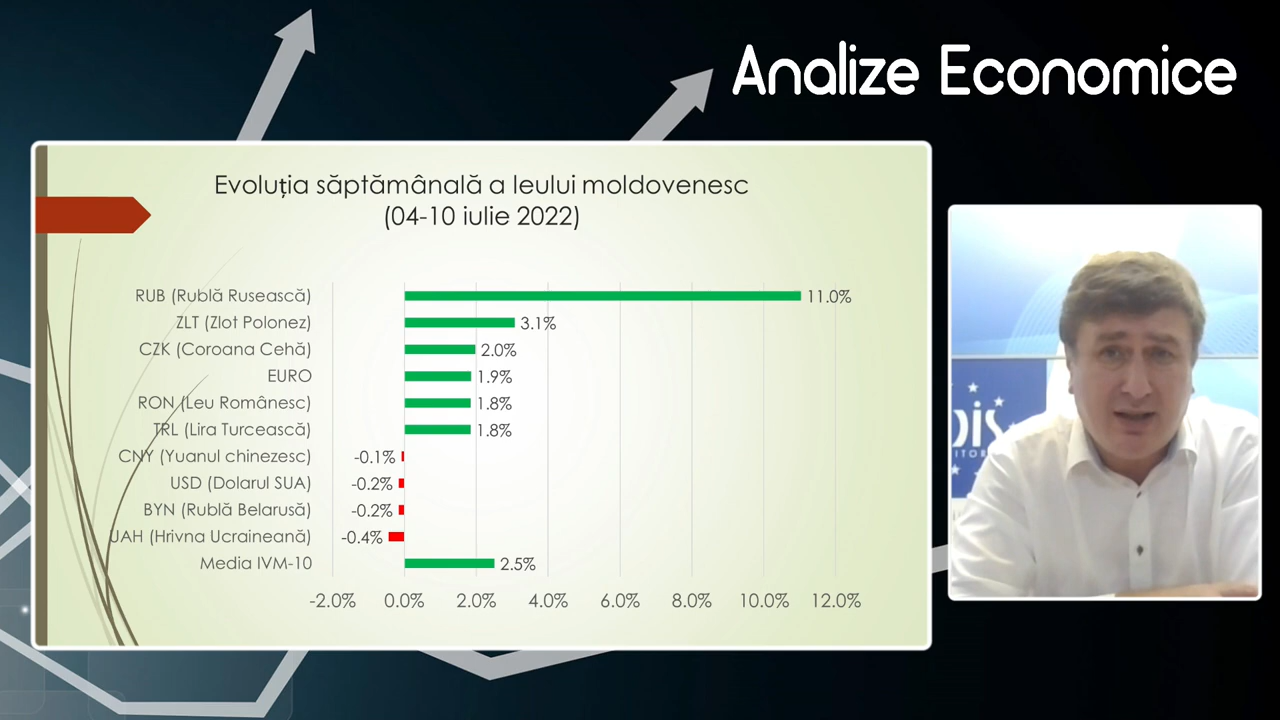 Analize Economice
Evoluția săptămânală a leului moldovenesc
(04-10 iulie 2022)
RUB (Rublă Rusească)
11.0%
ZLT (Zlot Polonez)
3.1%
CZK (Coroana Cehă)
2.0%
EURO
1.9%
RON (Leu Românesc)
1.8%
TRL (Lira Turcească)
1.8%
CNY (Yuanul chinezesc)
-0.1%
USD (Dolarul SUA)
-0.2%
BYN (Rublă Belarusă)
-0.2%
UAH (Hrivna Ucraineană)
-0.4%
Media IVM-10
2.5%
-2.0% 0.0% 2.0% 4.0% 6.0% 8.0% 10.0% 12.0%